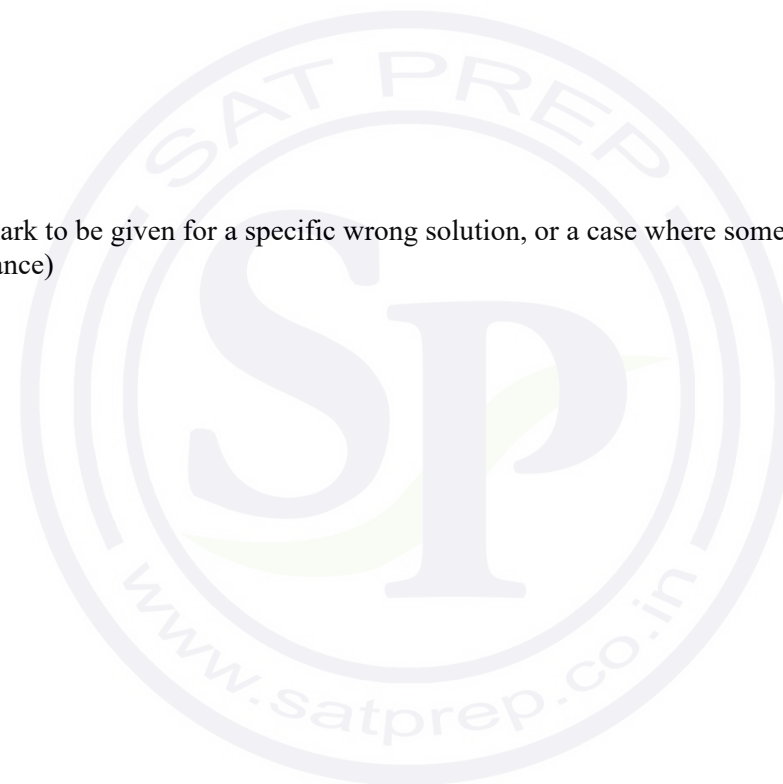 SAT PREP
ark to be given for a specific wrong solution, or a case where some
ance)
SP
www.satprep.co.in